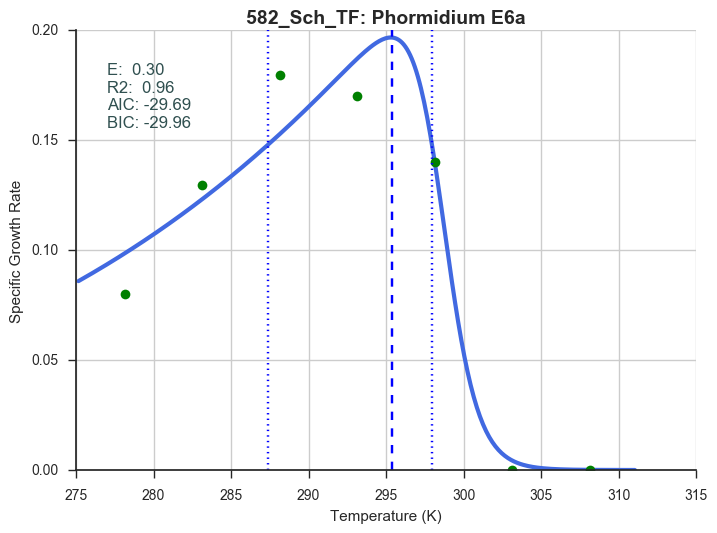 582_Sch_TF: Phormidium E6a
E: 0.30
R2: 0.96
AIC: -29.69
BIC: -29.96
Specific Growth Rate
0.20
0.15
0.10
0.05
0.00
275 280 285 290 295 300 305 310 315
Temperature (K)